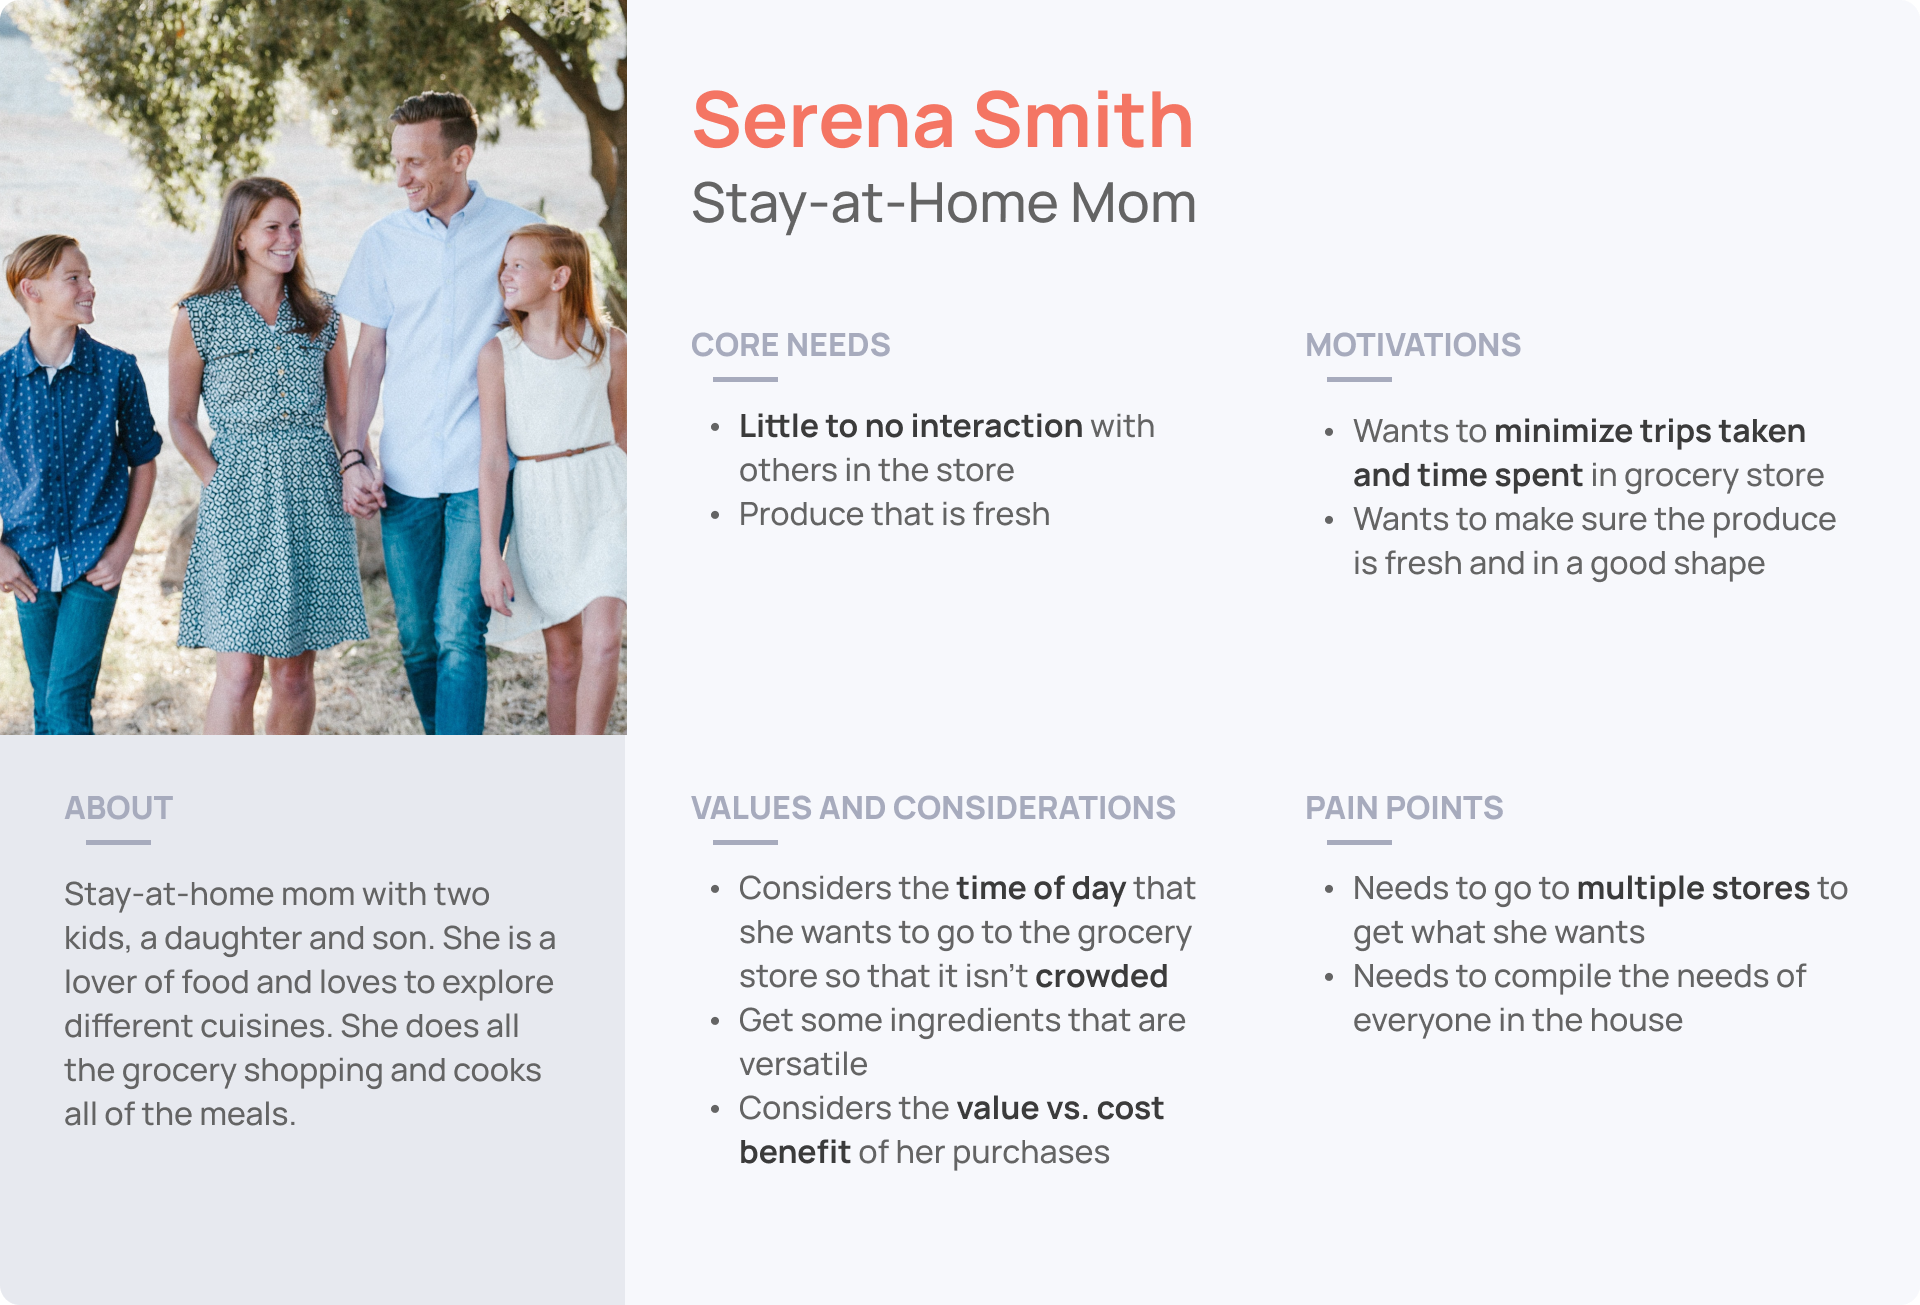 Serena Smith
Stay-at-Home Mom
CORE NEEDS
• Little to no interaction with
others in the store
• Produce that is fresh
MOTIVATIONS
• Wants to minimize trips taken
and time spent in grocery store
• Wants to make sure the produce
is fresh and in a good shape
ABOUT
Stay-at-home mom with two
kids, a daughter and son. She is a
lover of food and loves to explore
different cuisines. She does all
the grocery shopping and cooks
all of the meals.
VALUES AND CONSIDERATIONS
• Considers the time of day that
she wants to go to the grocery
store so that it isn’t crowded
• Get some ingredients that are
versatile
• Considers the value vs. cost
benefit of her purchases
PAIN POINTS
• Needs to go to multiple stores to
get what she wants
• Needs to compile the needs of
everyone in the house